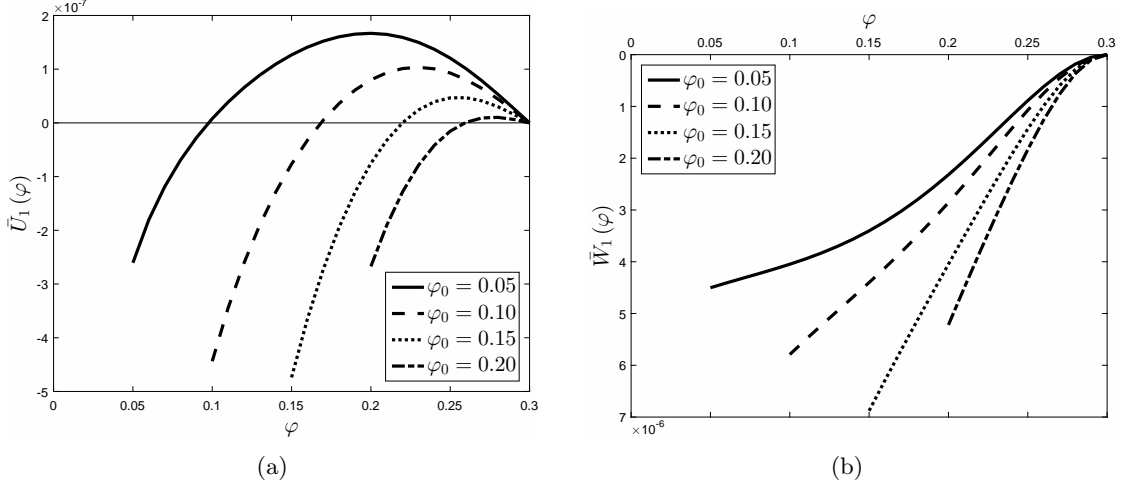 ×10⁻⁷
2
1
0
-1
-2
-3
-4
-5
0 0.05 0.1 0.15 0.2 0.25 0.3
φ
Ū₁(φ)
φ₀ = 0.05
φ₀ = 0.10
φ₀ = 0.15
φ₀ = 0.20
(a)
φ
0 0.05 0.1 0.15 0.2 0.25 0.3
0
1
2
3
4
5
6
7
×10⁻⁶
W̄₁(φ)
φ₀ = 0.05
φ₀ = 0.10
φ₀ = 0.15
φ₀ = 0.20
(b)